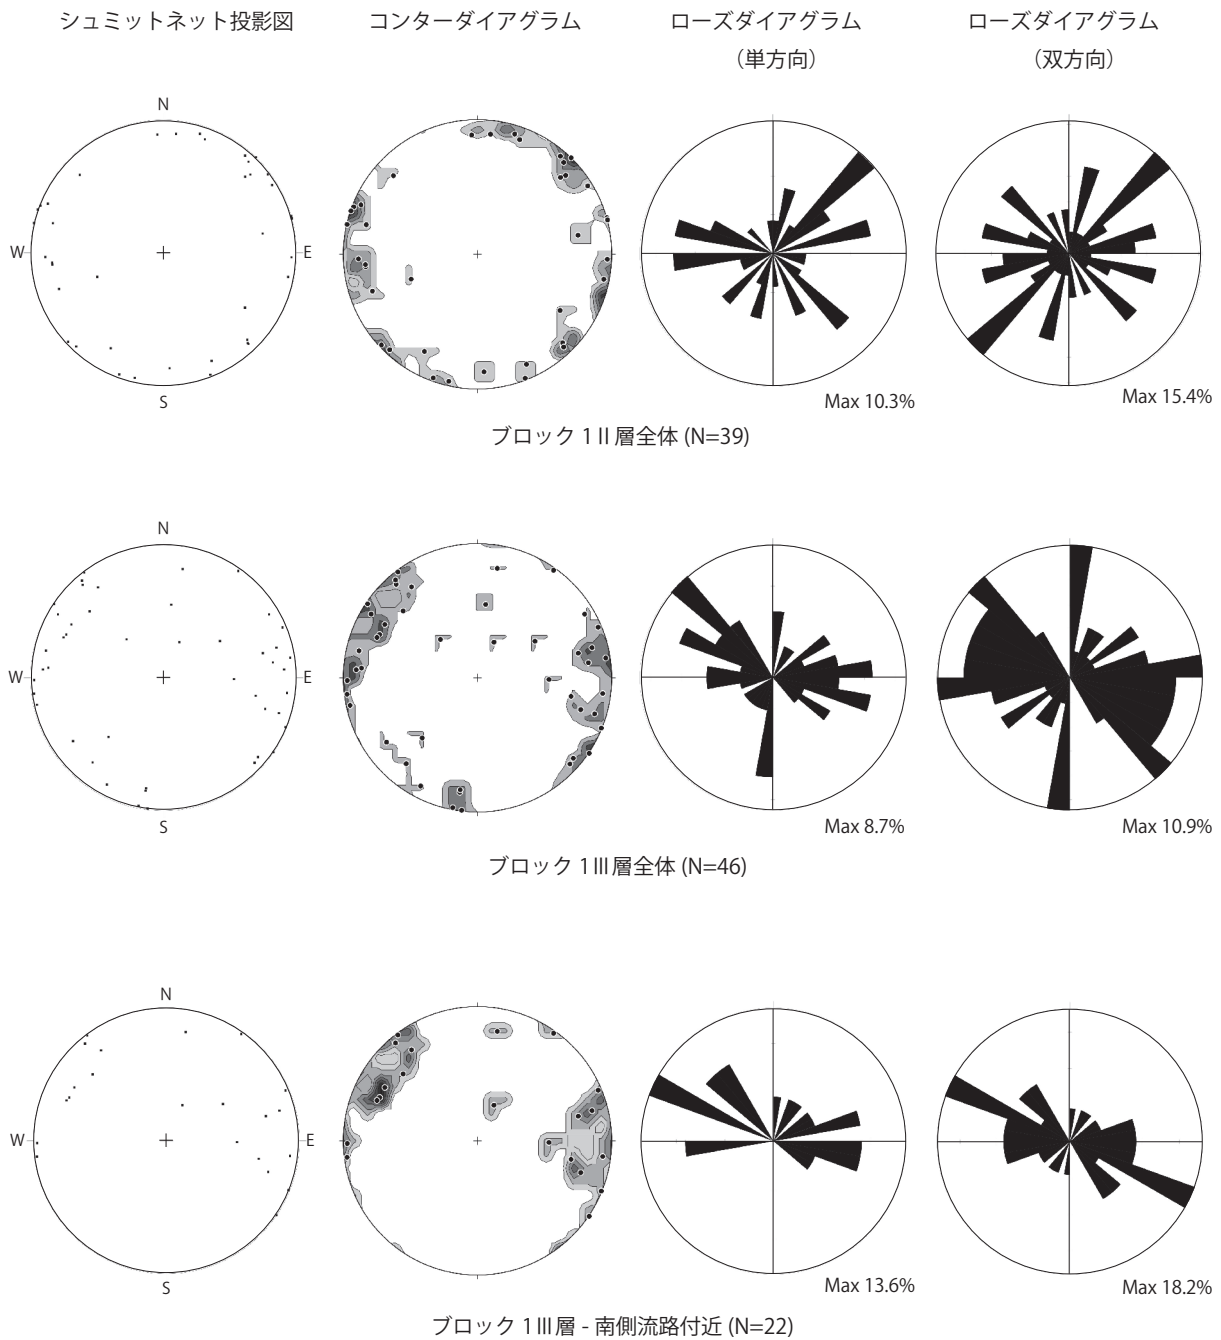 シュミットネット投影図 コンターダイアグラム ローズダイアグラム ローズダイアグラム
（単方向） （双方向）
N
W E
S
Max 10.3% Max 15.4%
ブロック 1 II 層全体 (N=39)
N
W E
S
Max 8.7% Max 10.9%
ブロック 1 III 層全体 (N=46)
N
W E
S
Max 13.6% Max 18.2%
ブロック 1 III 層 - 南側流路付近 (N=22)